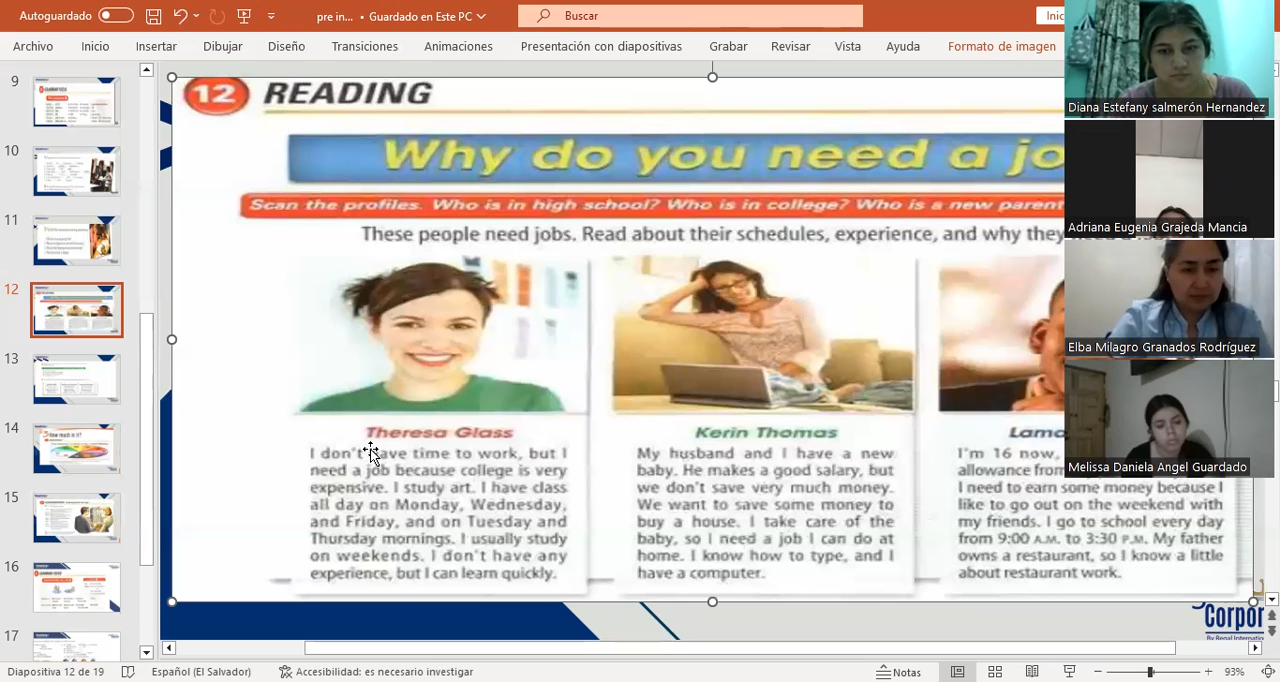 Autoguardado
pre in... • Guardado en Este PC
Buscar
Archivo Inicio Insertar Dibujar Diseño Transiciones Animaciones Presentación con diapositivas Grabar Revisar Vista Ayuda Formato de imagen
9
10
11
12
13
14
15
16
17
12 READING
Why do you need a jo
Scan the profiles. Who is in high school? Who is in college? Who is a new parent
These people need jobs. Read about their schedules, experience, and why they
Theresa Glass
I don't have time to work, but I
need a job because college is very
expensive. I study art. I have class
all day on Monday, Wednesday,
and Friday, and on Tuesday and
Thursday mornings. I usually study
on weekends. I don't have any
experience, but I can learn quickly.
Kerin Thomas
My husband and I have a new
baby. He makes a good salary, but
we don't save very much money.
We want to save some money to
buy a house. I take care of the
baby, so I need a job I can do at
home. I know how to type, and I
have a computer.
I'm 16 now,
allowance from
I need to earn some money because I
like to go out on the weekend with
my friends. I go to school every day
from 9:00 A.M. to 3:30 P.M. My father
owns a restaurant, so I know a little
about restaurant work.
Diana Estefany salmerón Hernandez
Adriana Eugenia Grajeda Mancia
Elba Milagro Granados Rodríguez
Melissa Daniela Angel Guardado
Diapositiva 12 de 19 Español (El Salvador) Accesibilidad: es necesario investigar Notas 93%